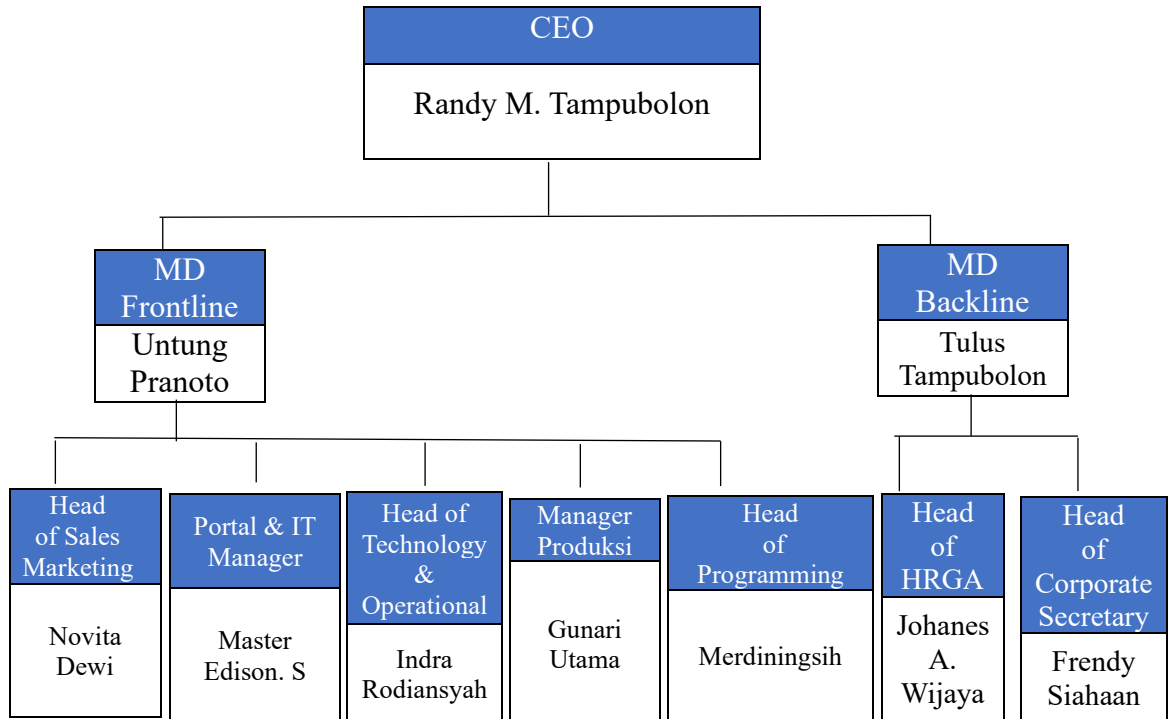 CEO
Randy M. Tampubolon
MD
Frontline
Untung
Pranoto
MD
Backline
Tulus
Tampubolon
Head
of Sales
Marketing
Novita
Dewi
Portal & IT
Manager
Master
Edison. S
Head of
Technology
&
Operational
Indra
Rodiansyah
Manager
Produksi
Gunari
Utama
Head
of
Programming
Merdiningsih
Head
of
HRGA
Johanes
A.
Wijaya
Head
of
Corporate
Secretary
Frendy
Siahaan